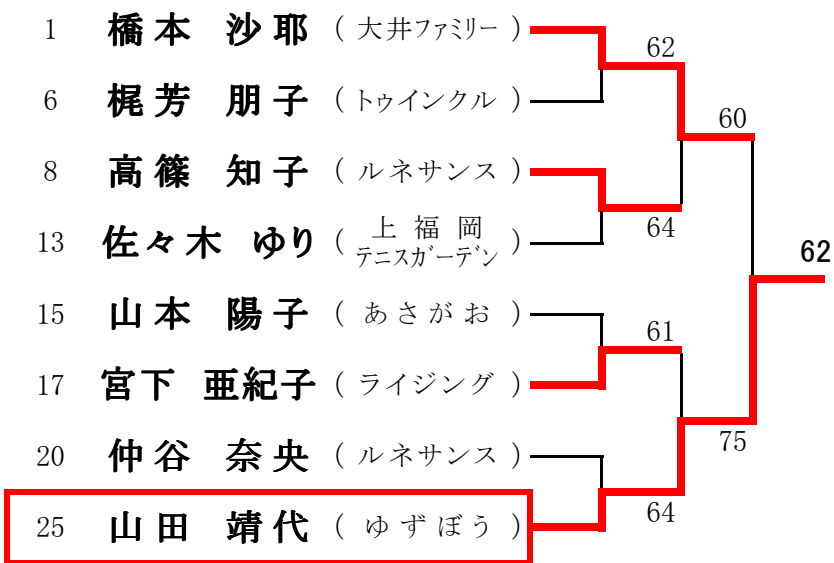 1 橋本 沙耶 (大井ファミリー)
62
6 梶芳 朋子 (トゥインクル)
60
8 高篠 知子 (ルネサンス)
64
13 佐々木 ゆり (上福岡テニスガーデン)
62
15 山本 陽子 (あさがお)
61
17 宮下 亜紀子 (ライジング)
75
20 仲谷 奈央 (ルネサンス)
64
25 山田 靖代 (ゆずぼう)